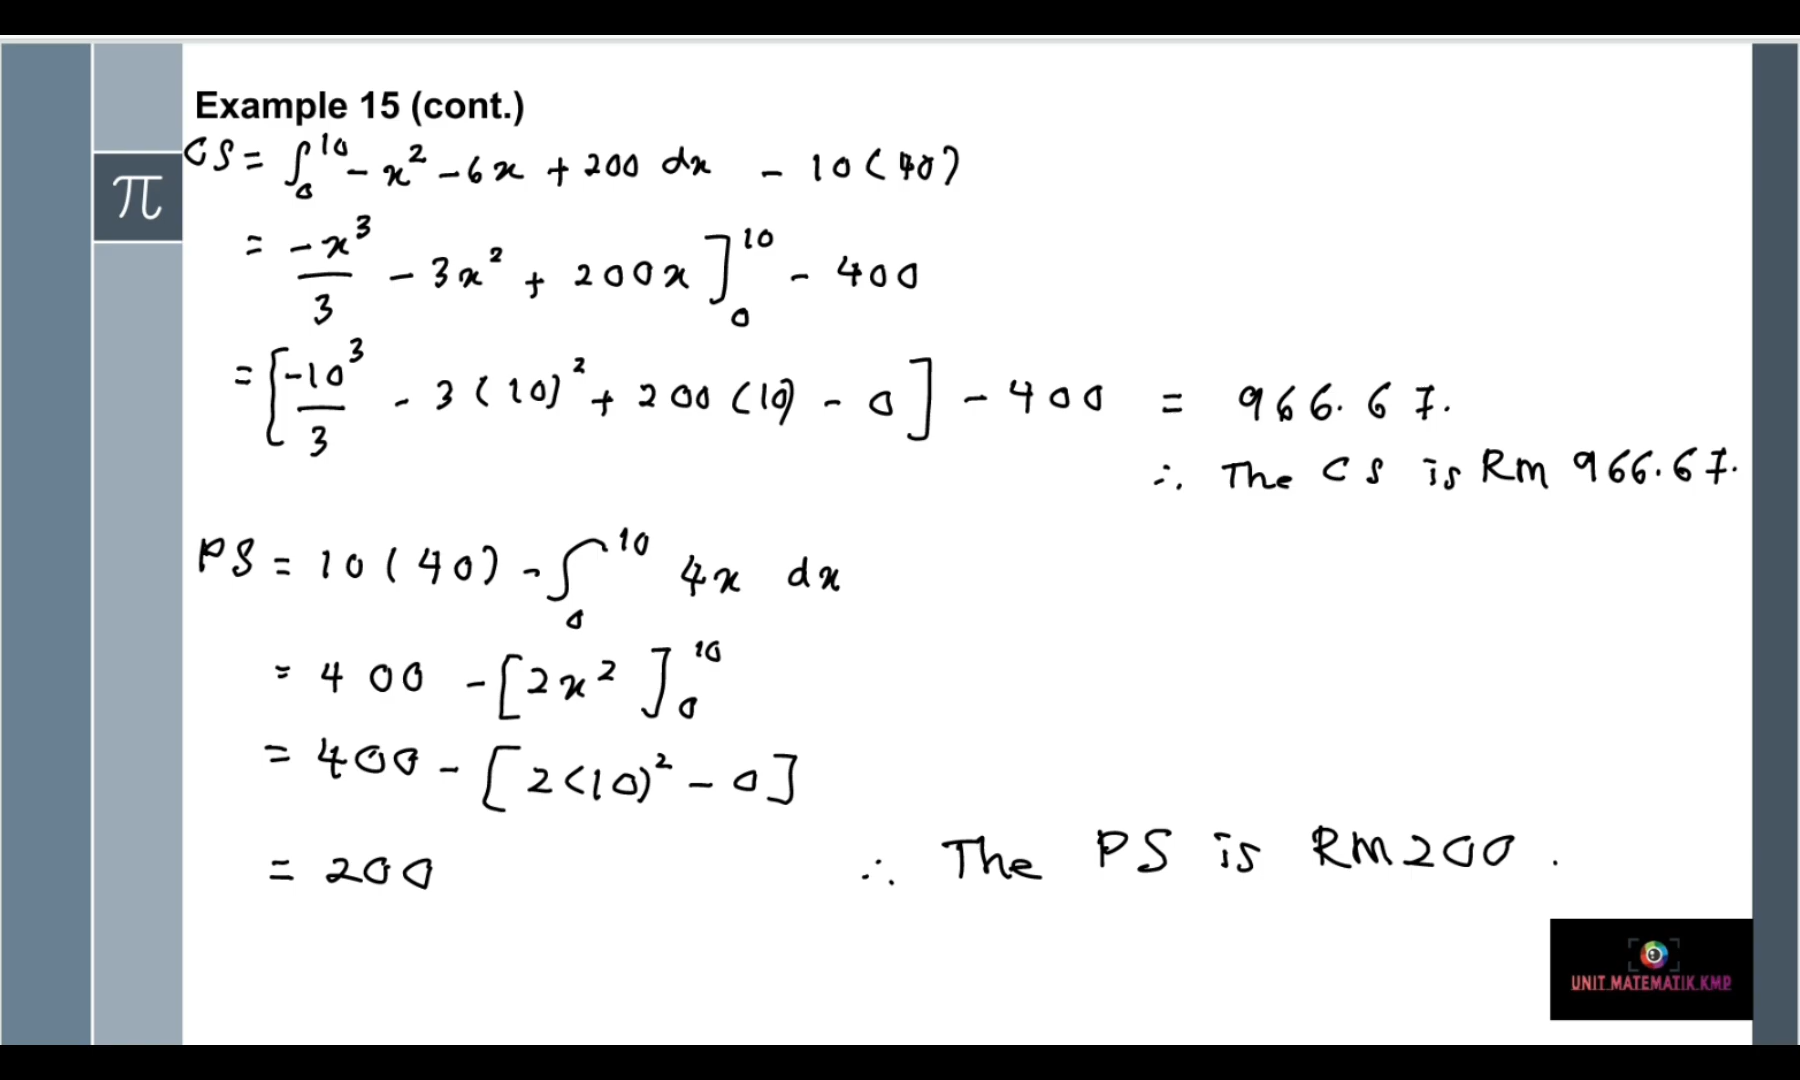 Example 15 (cont.)
CS = ∫₀¹⁰ -x² - 6x + 200 dx - 10(40)
π
= -x³/3 - 3x² + 200x]₀¹⁰ - 400
= [-10³/3 - 3(10)² + 200(10) - 0] - 400 = 966.67.
∴ The CS is RM 966.67.
PS = 10(40) - ∫₀¹⁰ 4x dx
= 400 - [2x²]₀¹⁰
= 400 - [2(10)² - 0]
= 200 ∴ The PS is RM200.
UNIT MATEMATIK.KMP